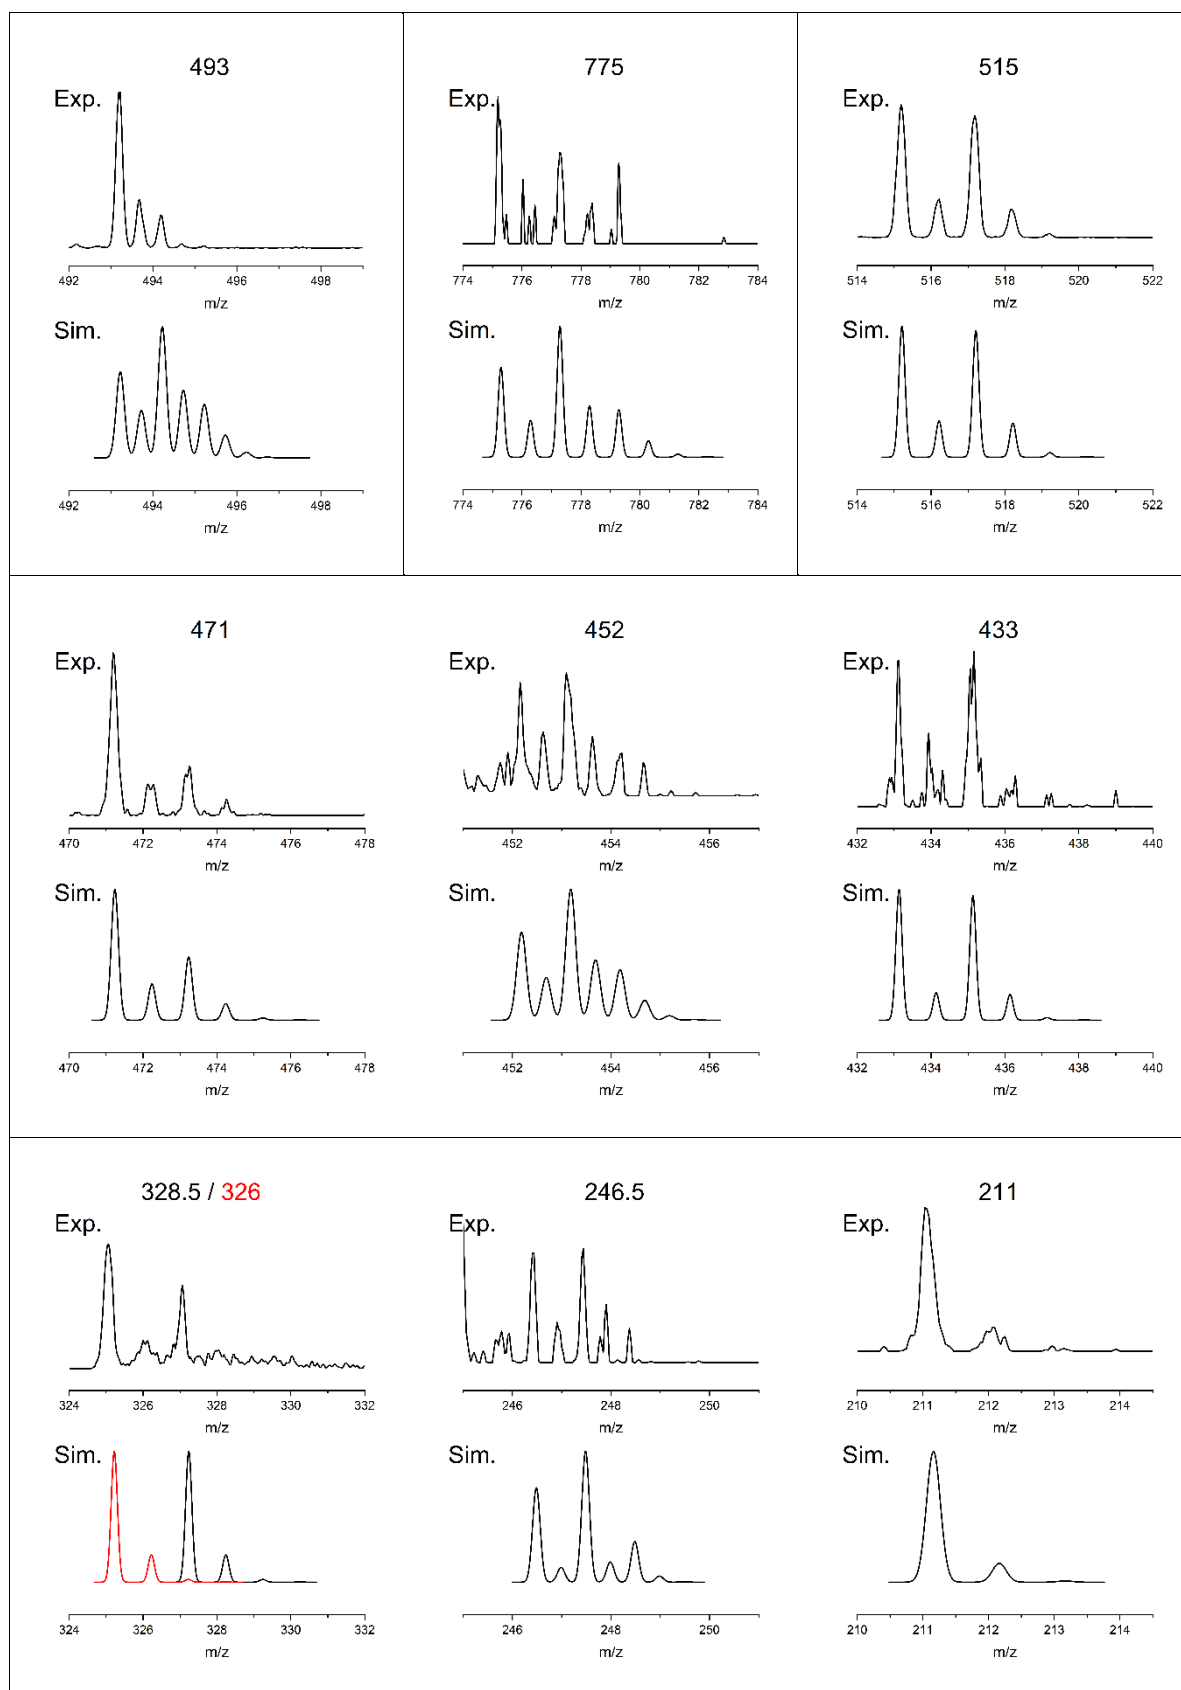 493
Exp.
492 494 496 498
m/z
Sim.
492 494 496 498
m/z
775
Exp.
774 776 778 780 782 784
m/z
Sim.
774 776 778 780 782 784
m/z
515
Exp.
514 516 518 520 522
m/z
Sim.
514 516 518 520 522
m/z
471
Exp.
470 472 474 476 478
m/z
Sim.
470 472 474 476 478
m/z
452
Exp.
452 454 456
m/z
Sim.
452 454 456
m/z
433
Exp.
432 434 436 438 440
m/z
Sim.
432 434 436 438 440
m/z
328.5 / 326
Exp.
324 326 328 330 332
m/z
Sim.
324 326 328 330 332
m/z
246.5
Exp.
246 248 250
m/z
Sim.
246 248 250
m/z
211
Exp.
210 211 212 213 214
m/z
Sim.
210 211 212 213 214
m/z